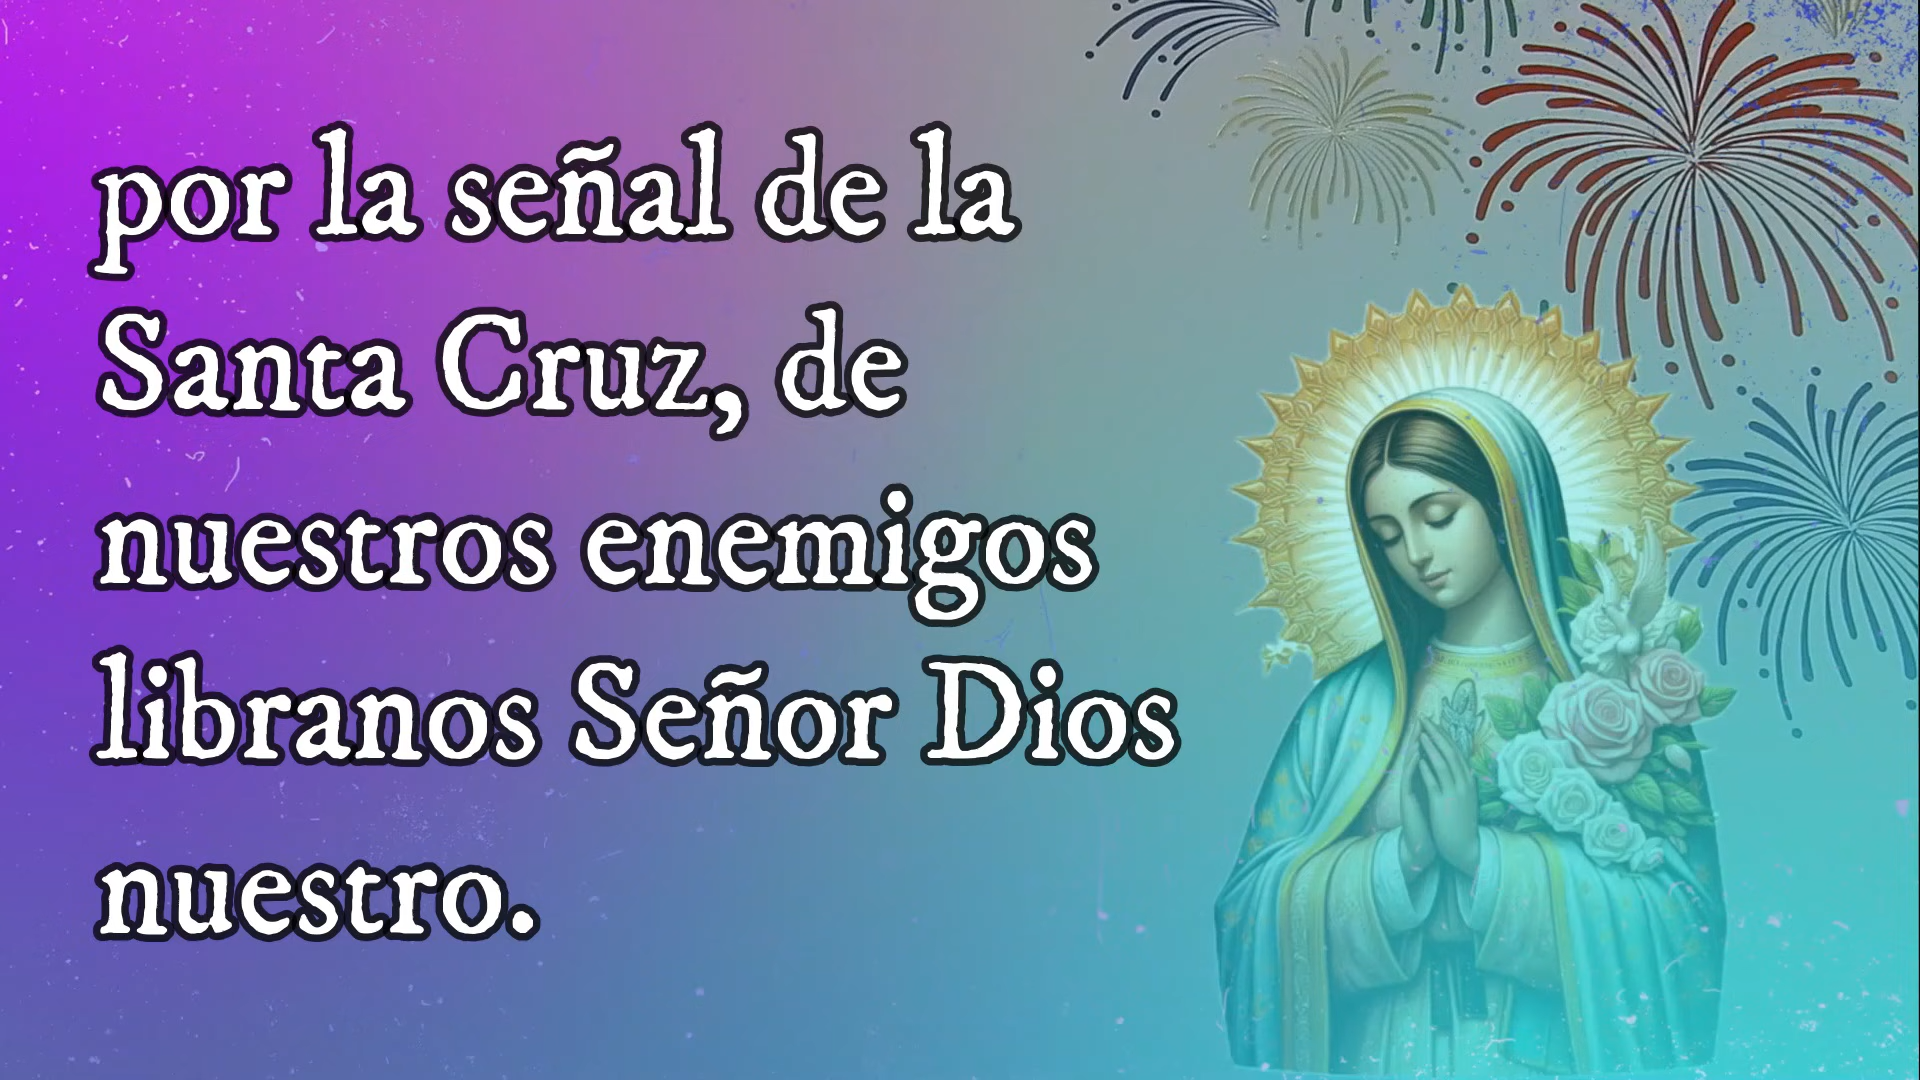 por la señal de la
Santa Cruz, de
nuestros enemigos
libranos Señor Dios
nuestro.